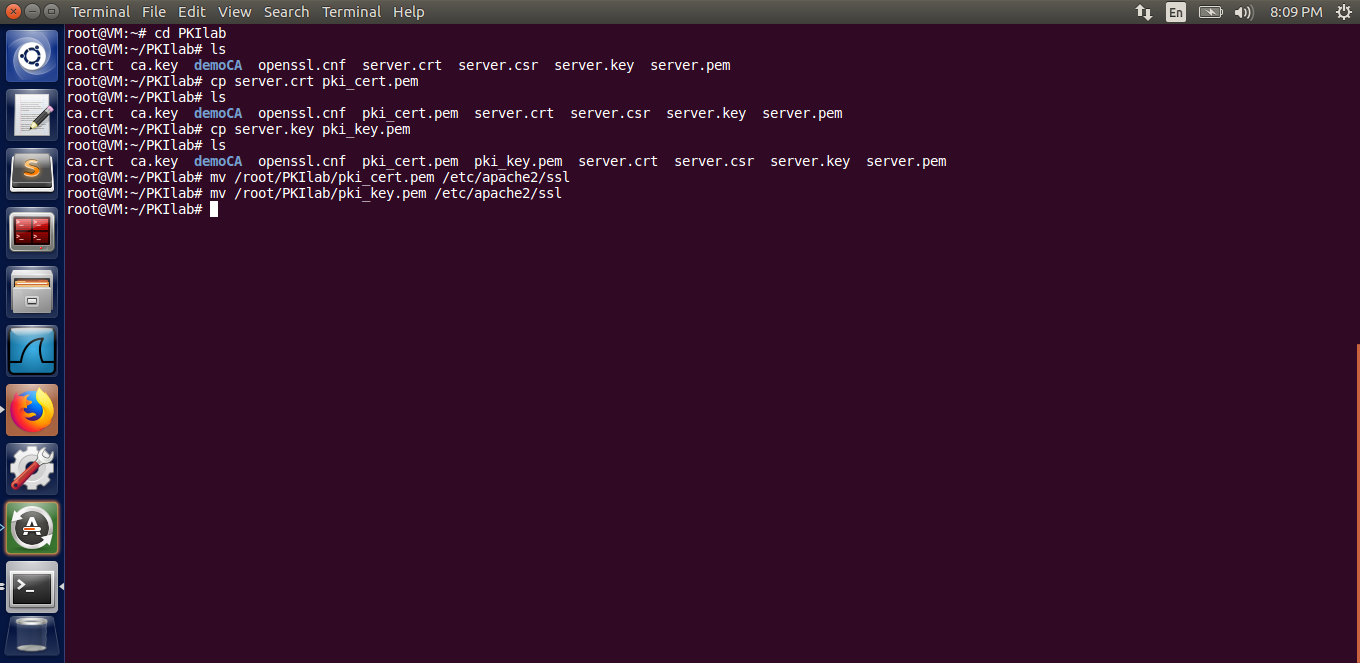 Terminal File Edit View Search Terminal Help En 8:09 PM
root@VM:~# cd PKIlab
root@VM:~/PKIlab# ls
ca.crt ca.key demoCA openssl.cnf server.crt server.csr server.key server.pem
root@VM:~/PKIlab# cp server.crt pki_cert.pem
root@VM:~/PKIlab# ls
ca.crt ca.key demoCA openssl.cnf pki_cert.pem server.crt server.csr server.key server.pem
root@VM:~/PKIlab# cp server.key pki_key.pem
root@VM:~/PKIlab# ls
ca.crt ca.key demoCA openssl.cnf pki_cert.pem pki_key.pem server.crt server.csr server.key server.pem
root@VM:~/PKIlab# mv /root/PKIlab/pki_cert.pem /etc/apache2/ssl
root@VM:~/PKIlab# mv /root/PKIlab/pki_key.pem /etc/apache2/ssl
root@VM:~/PKIlab#